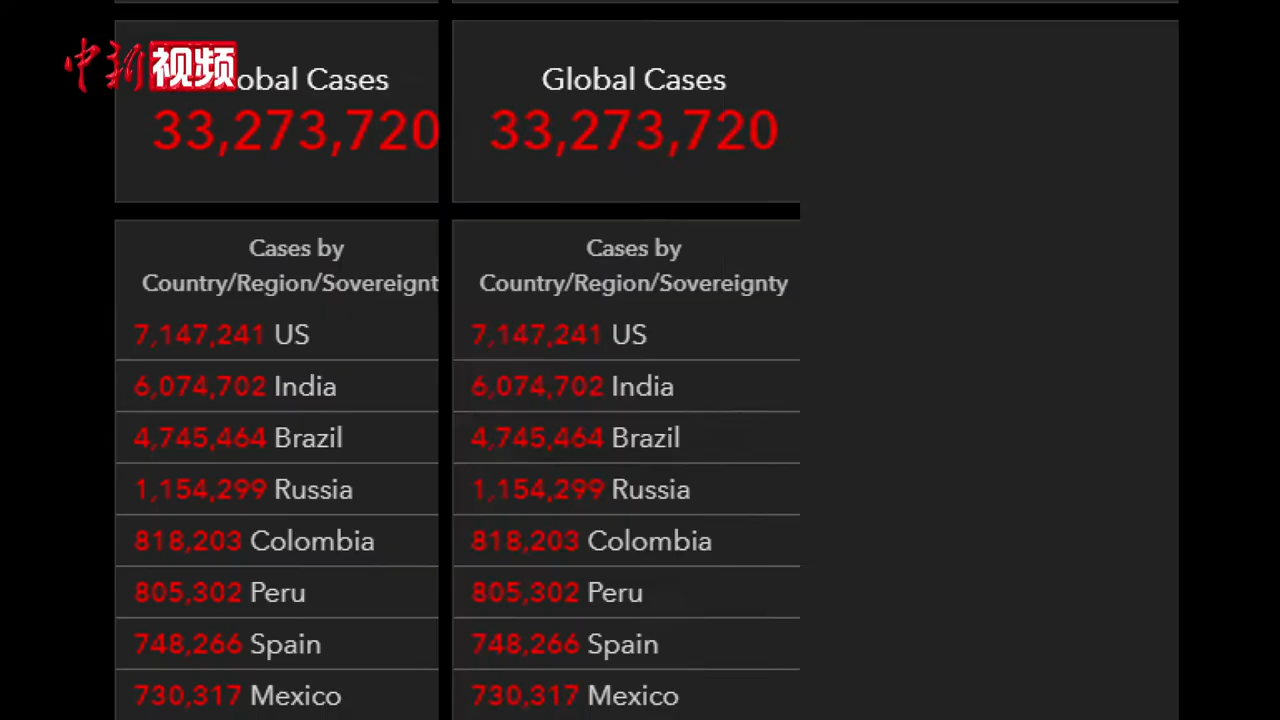 中新视频
obal Cases
33,273,720
Cases by
Country/Region/Sovereignt
7,147,241 US
6,074,702 India
4,745,464 Brazil
1,154,299 Russia
818,203 Colombia
805,302 Peru
748,266 Spain
730,317 Mexico
Global Cases
33,273,720
Cases by
Country/Region/Sovereignty
7,147,241 US
6,074,702 India
4,745,464 Brazil
1,154,299 Russia
818,203 Colombia
805,302 Peru
748,266 Spain
730,317 Mexico